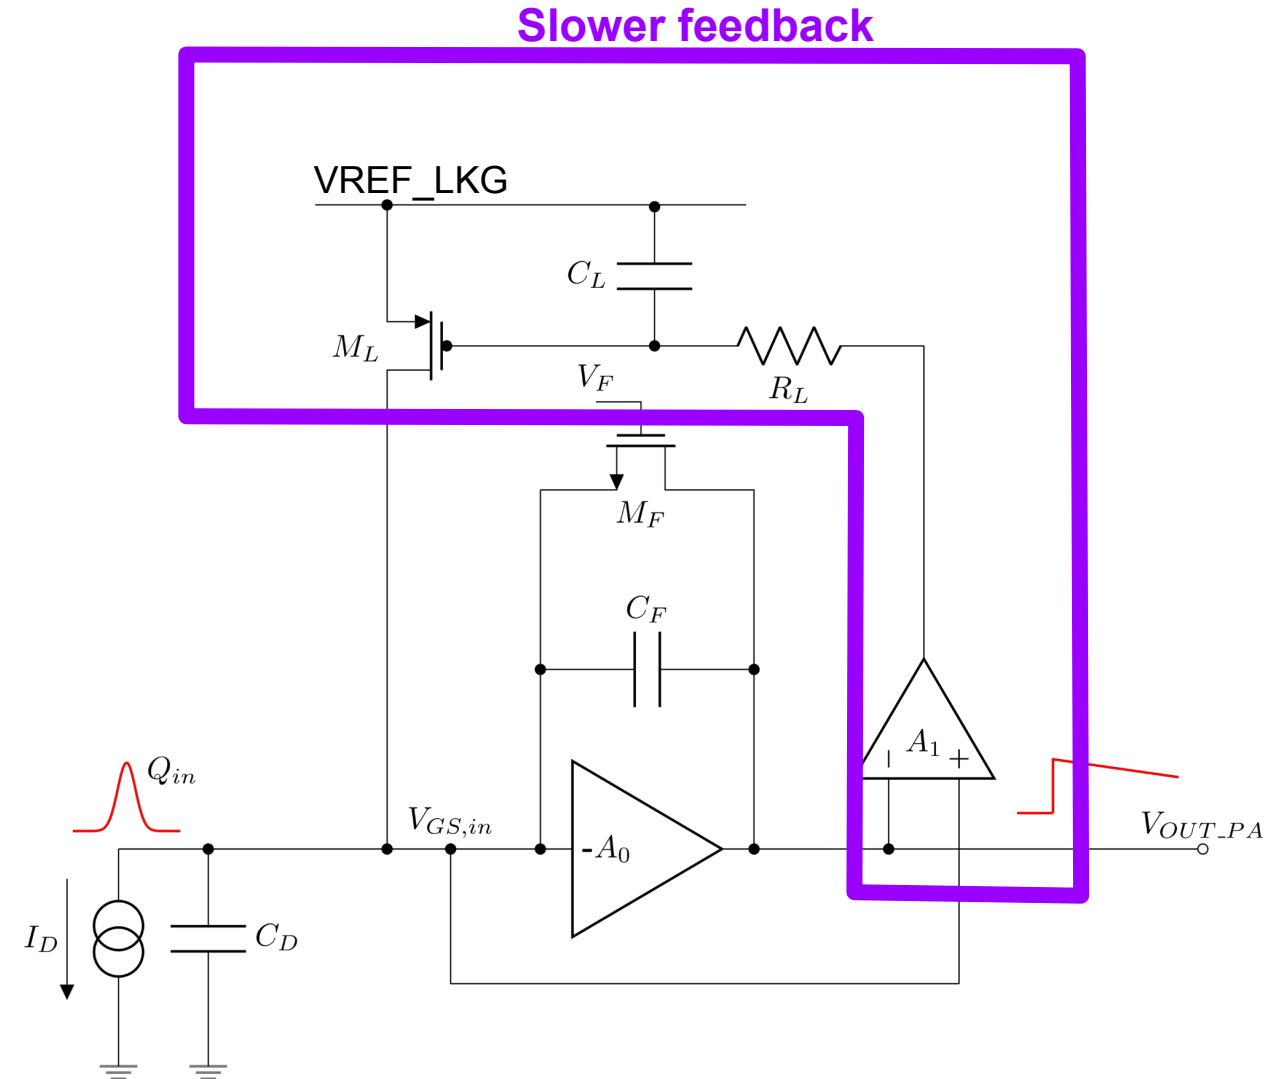 Slower feedback
VREF_LKG
C_L
M_L
V_F
R_L
M_F
C_F
A_1
- +
Q_in
V_GS,in
V_OUT_PA
-A_0
I_D
C_D